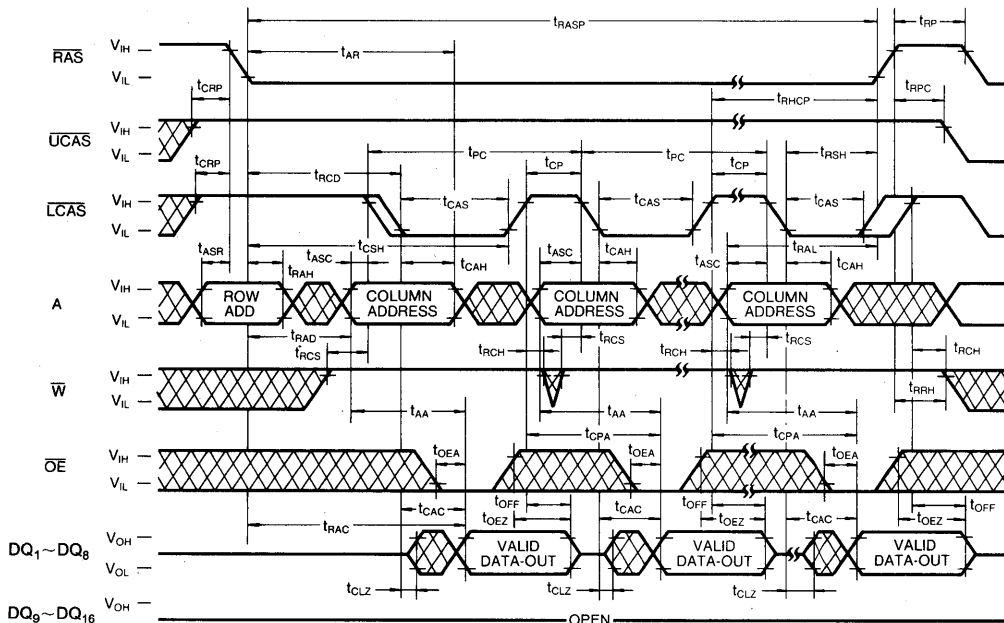 tRASP
tRP
tAR
RAS
VIH
VIL
tCRP
tRHCP
tRPC
UCAS
VIH
VIL
tCRP
tRCD
tPC
tCP
tPC
tCP
tRSH
LCAS
VIH
VIL
tCAS
tCAS
tCAS
tCSH
tRAL
tASR
tRAH
tASC
tCAH
tASC
tCAH
tASC
tCAH
A
VIH
VIL
ROW ADD
COLUMN ADDRESS
COLUMN ADDRESS
COLUMN ADDRESS
tRAD
tRCS
tRCH
tRCS
tRCH
tRCS
tRCH
W
VIH
VIL
tRRH
tAA
tAA
tAA
tCPA
tCPA
OE
VIH
VIL
tOEA
tOEA
tOEA
tRAC
tCAC
tOFF
tOEZ
tCAC
tOFF
tOEZ
tCAC
tOFF
tOEZ
DQ1~DQ8
VOH
VOL
VALID DATA-OUT
VALID DATA-OUT
VALID DATA-OUT
tCLZ
tCLZ
tCLZ
DQ9~DQ16
VOH
OPEN